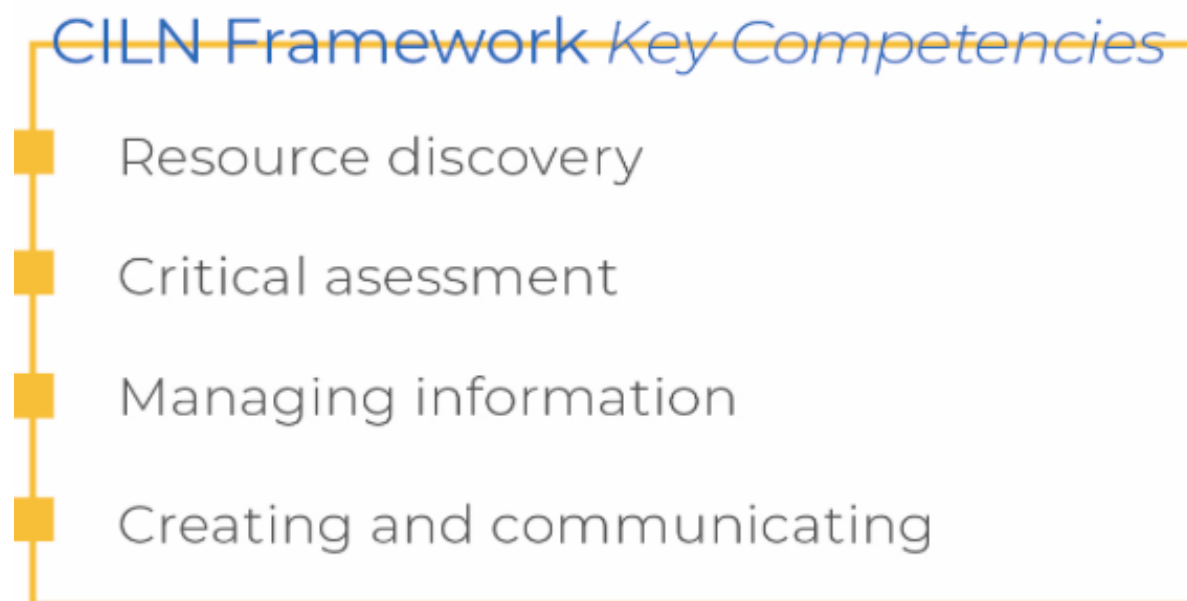 CILN Framework Key Competencies
Resource discovery
Critical asessment
Managing information
Creating and communicating